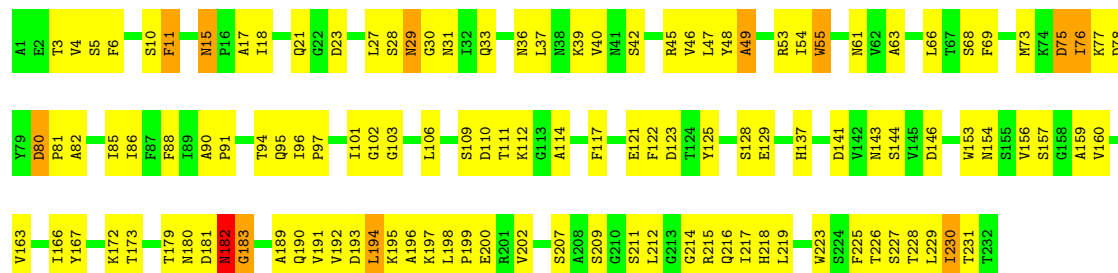 A1 E2 T3 V4 S5 F6 S10 F11 N15 P16 A17 I18 Q21 G22 D23 L27 S28 N29 G30 N31 I32 Q33 N36 L37 N38 K39 V40 N41 S42 R45 V46 L47 Y48 A49 R53 I54 W55 N61 V62 A63 L66 T67 S68 F69 M73 K74 D75 I76 K77 D78
Y79 D80 P81 A82 I85 I86 F87 F88 I89 A90 P91 T94 Q95 I96 P97 I101 G102 G103 L106 S109 D110 T111 K112 G113 A114 F117 E121 F122 D123 T124 Y125 S128 E129 H137 D141 V142 N143 S144 V145 D146 W153 N154 S155 V156 S157 G158 A159 V160
V163 I166 Y167 K172 T173 T179 N180 D181 N182 G183 A189 Q190 V191 V192 D193 L194 K195 A196 K197 L198 P199 E200 R201 V202 S207 A208 S209 G210 S211 L212 G213 G214 R215 Q216 I217 H218 L219 W223 S224 F225 T226 S227 T228 L229 I230 T231 T232